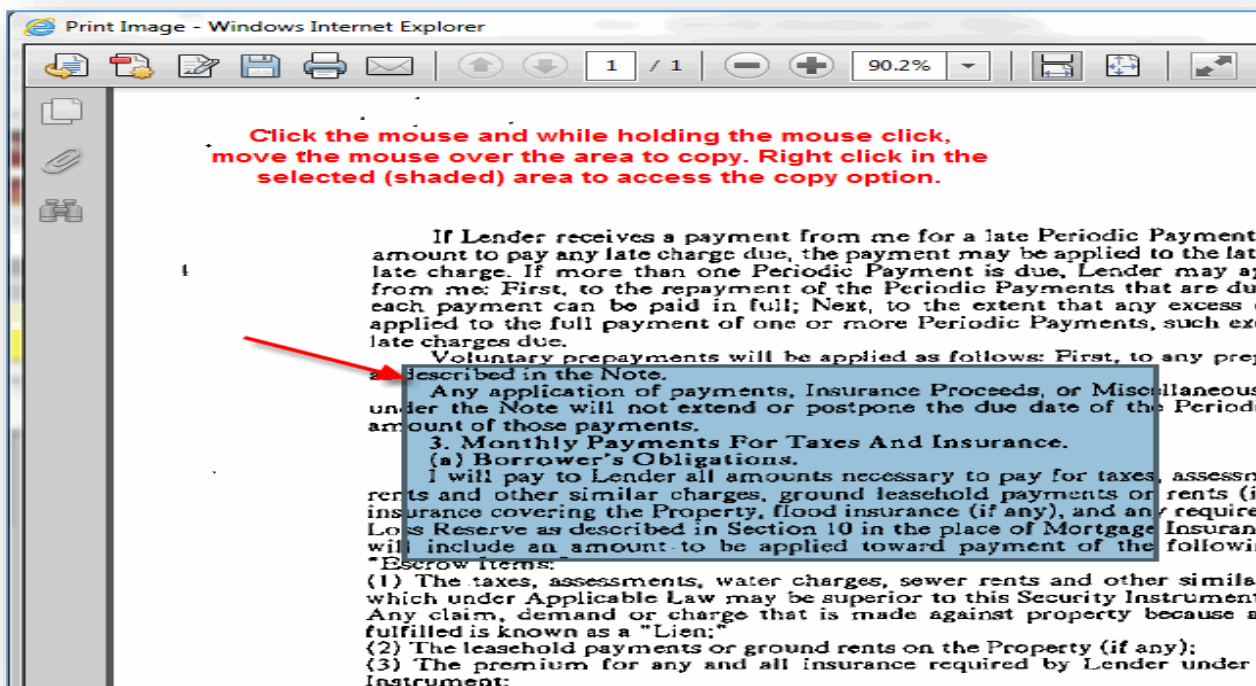 Print Image - Windows Internet Explorer
1 / 1
90.2%
Click the mouse and while holding the mouse click,
move the mouse over the area to copy. Right click in the
selected (shaded) area to access the copy option.
If Lender receives a payment from me for a late Periodic Payment
amount to pay any late charge due, the payment may be applied to the lat
late charge. If more than one Periodic Payment is due, Lender may ap
from me: First, to the repayment of the Periodic Payments that are du
each payment can be paid in full; Next, to the extent that any excess
applied to the full payment of one or more Periodic Payments, such exc
late charges due.
Voluntary prepayments will be applied as follows: First, to any prep
as described in the Note.
Any application of payments, Insurance Proceeds, or Miscellaneous
under the Note will not extend or postpone the due date of the Periodi
amount of those payments.
3. Monthly Payments For Taxes And Insurance.
(a) Borrower's Obligations.
I will pay to Lender all amounts necessary to pay for taxes, assessm
rents and other similar charges, ground leasehold payments or rents (i
insurance covering the Property, flood insurance (if any), and any require
Loss Reserve as described in Section 10 in the place of Mortgage Insuran
will include an amount to be applied toward payment of the followi
"Escrow Items:"
(1) The taxes, assessments, water charges, sewer rents and other simila
which under Applicable Law may be superior to this Security Instrument
Any claim, demand or charge that is made against property because a
fulfilled is known as a "Lien;"
(2) The leasehold payments or ground rents on the Property (if any);
(3) The premium for any and all insurance required by Lender under
Instrument;